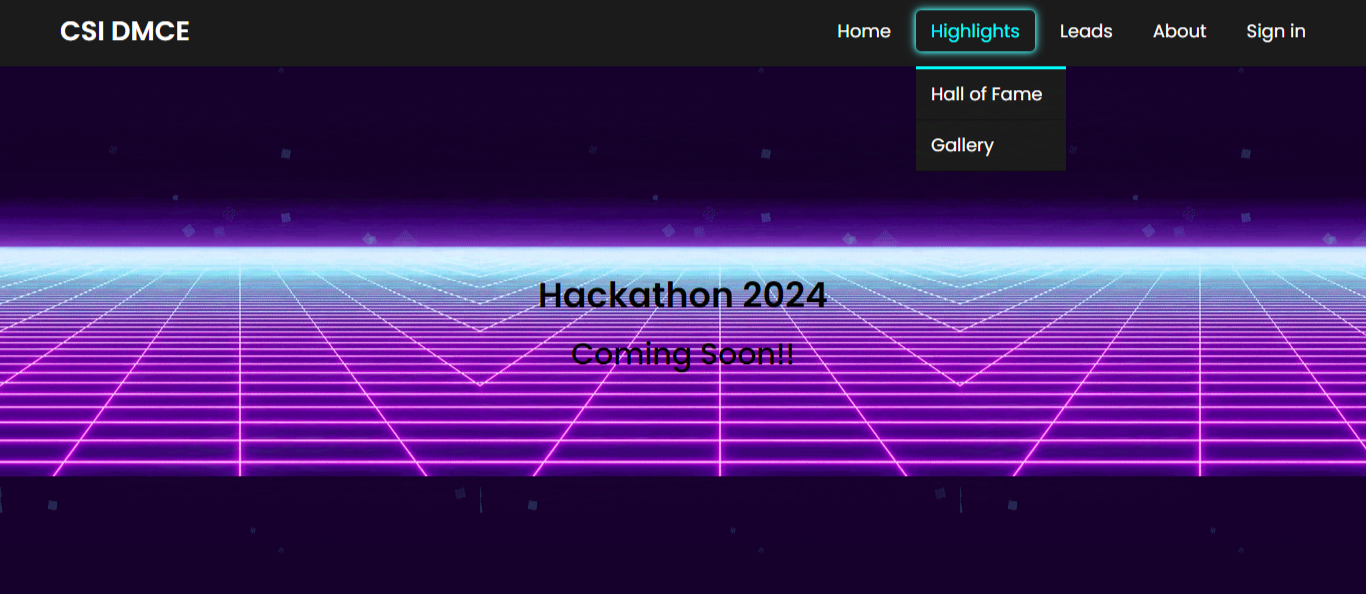 CSI DMCE
Home Highlights Leads About Sign in
Hall of Fame
Gallery
Hackathon 2024
Coming Soon!!